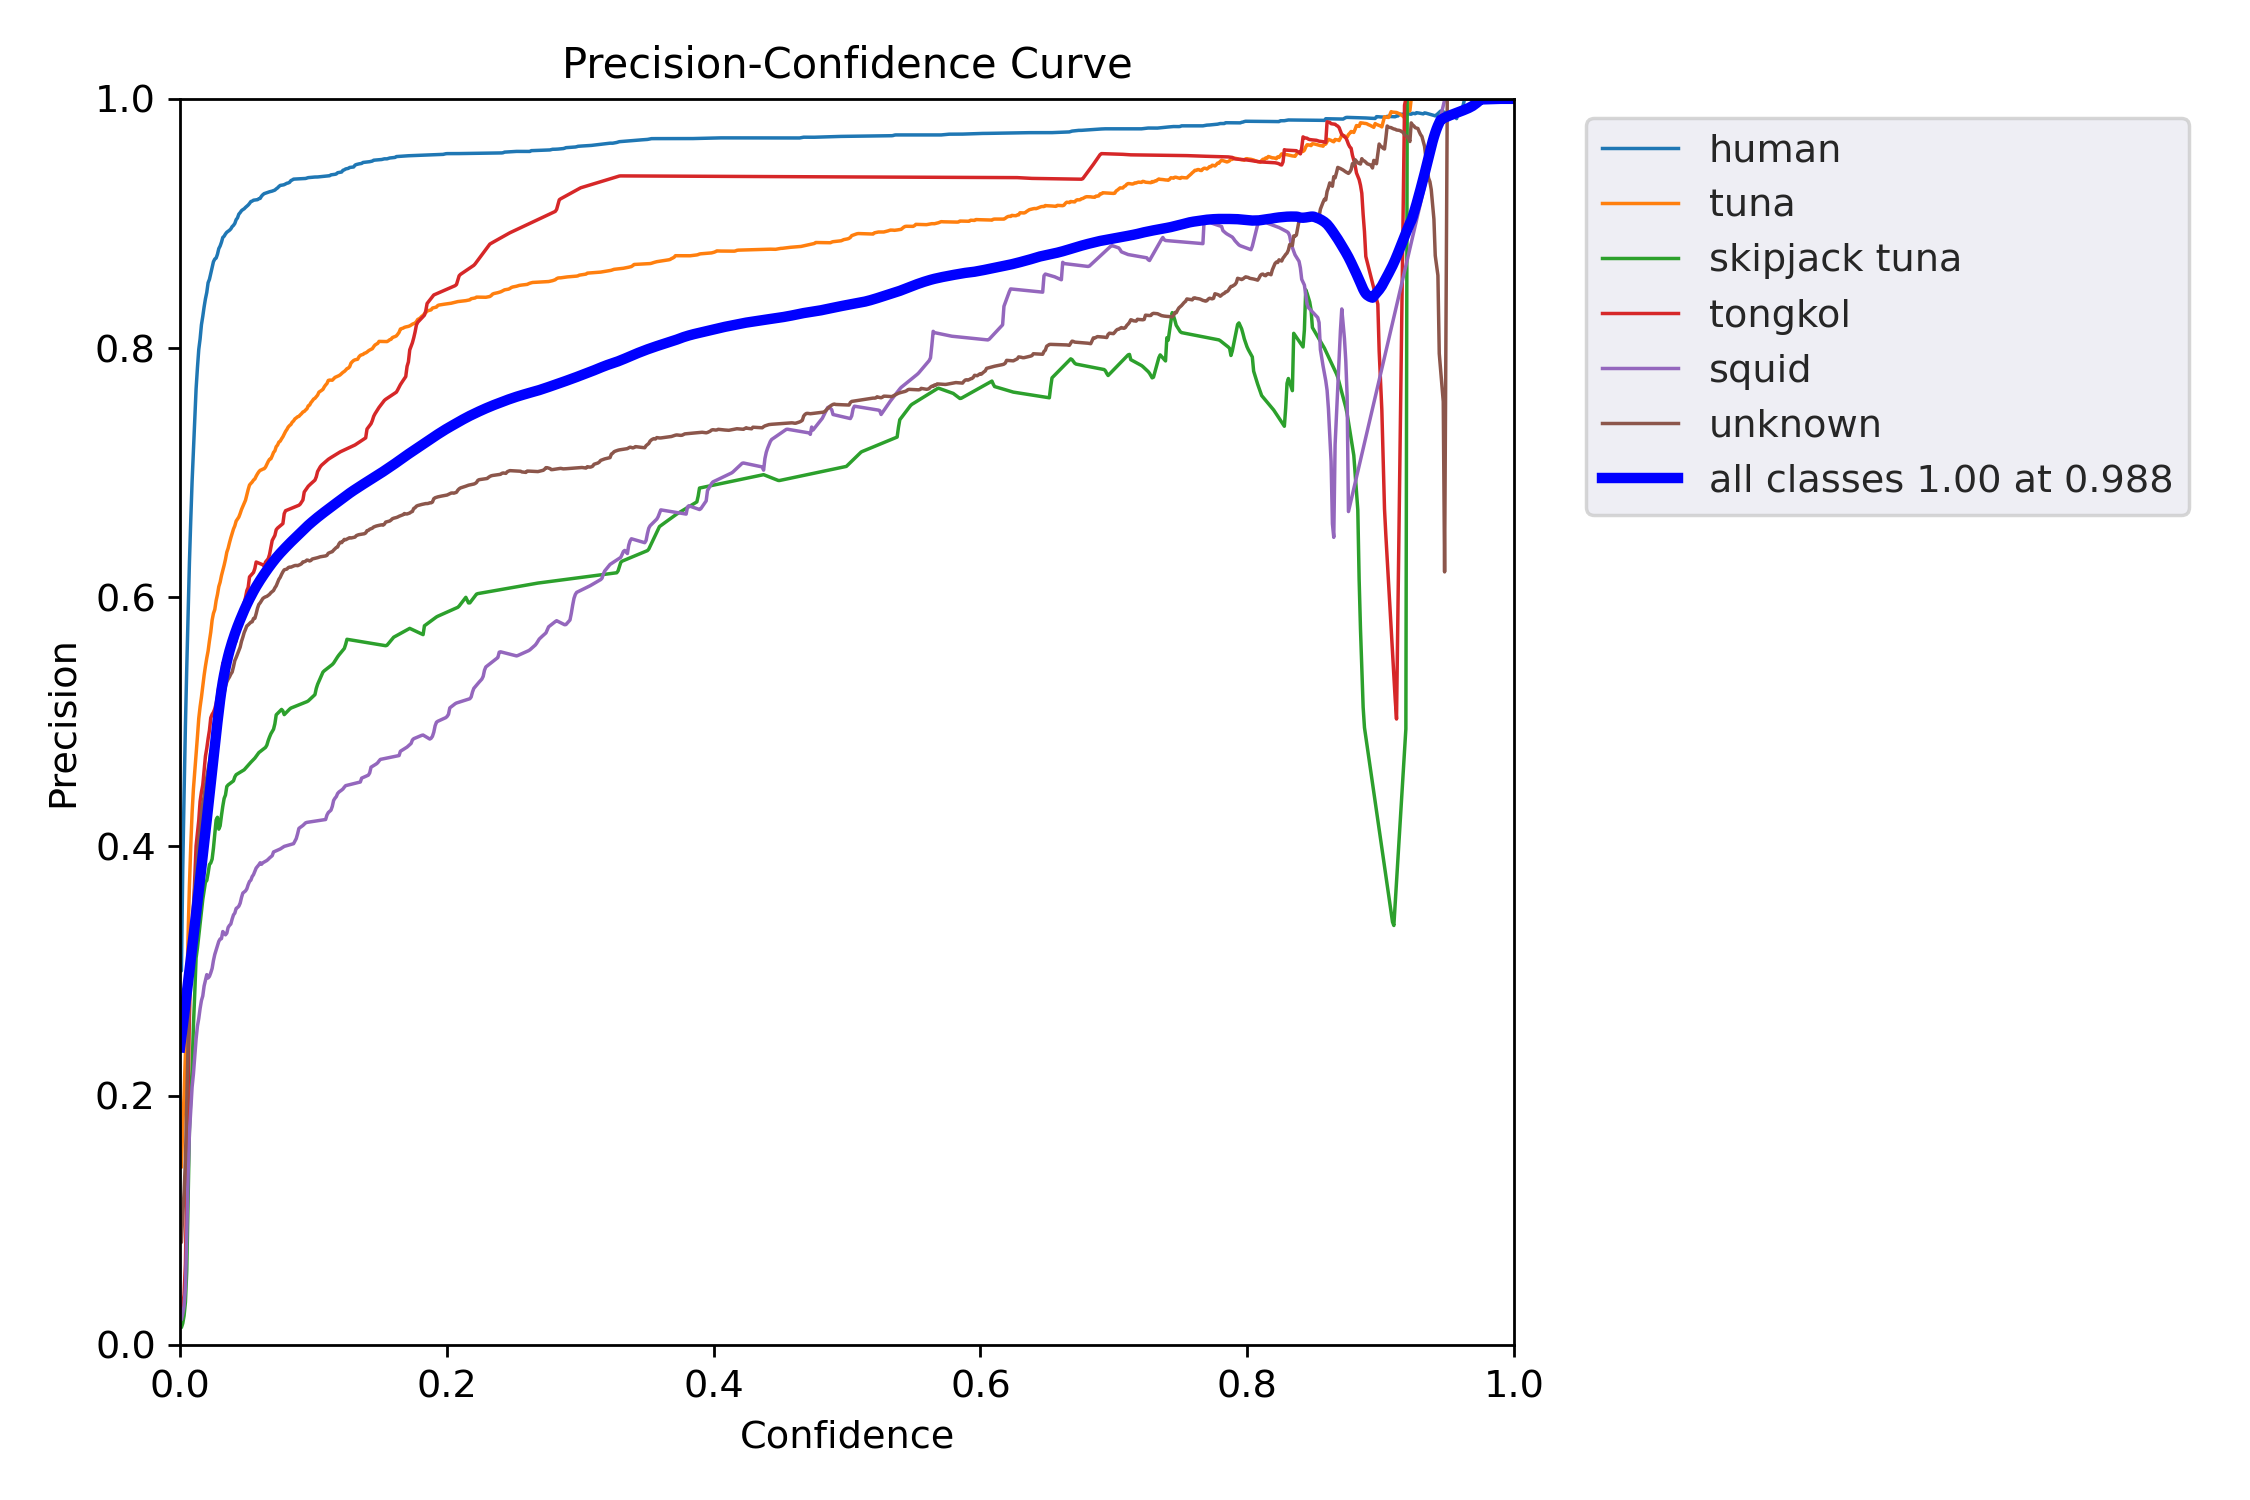 Precision-Confidence Curve
1.0
0.8
0.6
0.4
0.2
0.0
Precision
0.0 0.2 0.4 0.6 0.8 1.0
Confidence
human
tuna
skipjack tuna
tongkol
squid
unknown
all classes 1.00 at 0.988